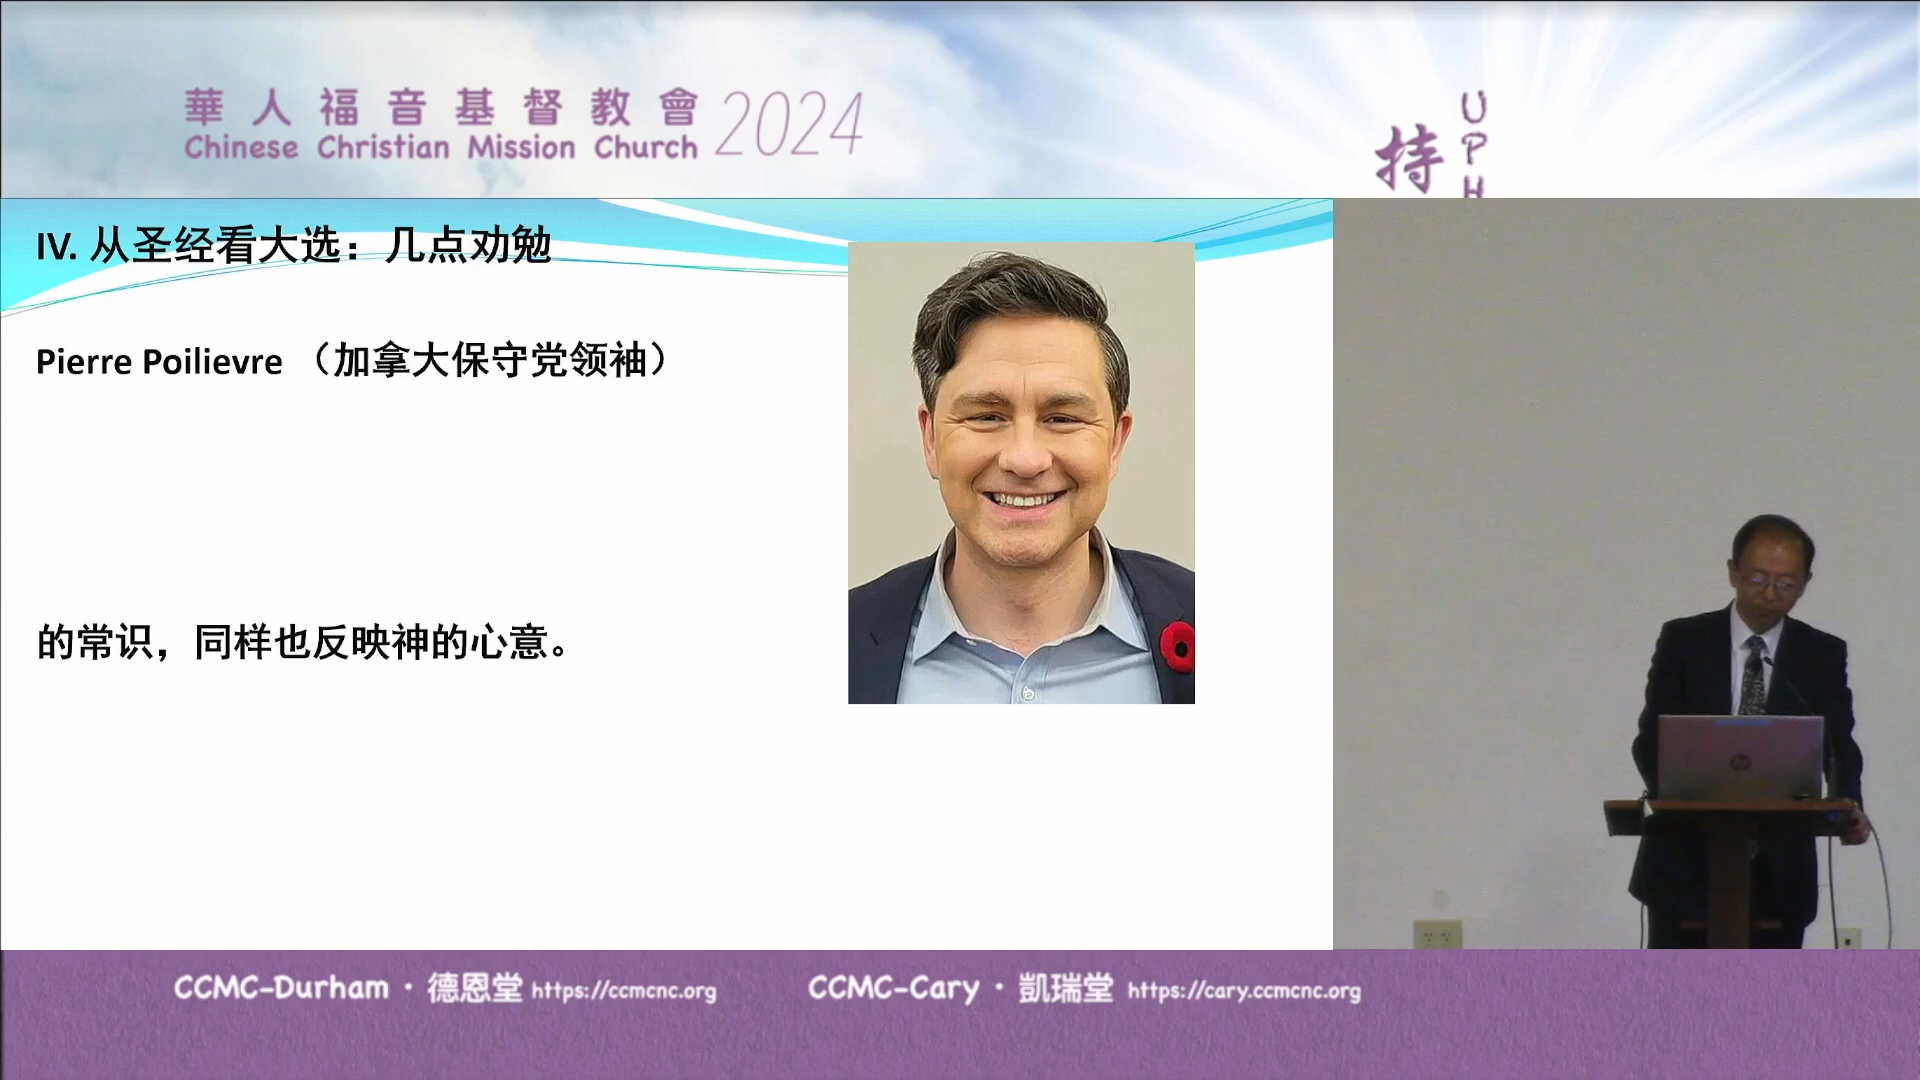 華人福音基督教會 2024
Chinese Christian Mission Church
持
UPH
IV. 从圣经看大选：几点劝勉
Pierre Poilievre （加拿大保守党领袖）
的常识，同样也反映神的心意。
CCMC-Durham · 德恩堂 https://ccmcnc.org
CCMC-Cary · 凱瑞堂 https://cary.ccmcnc.org